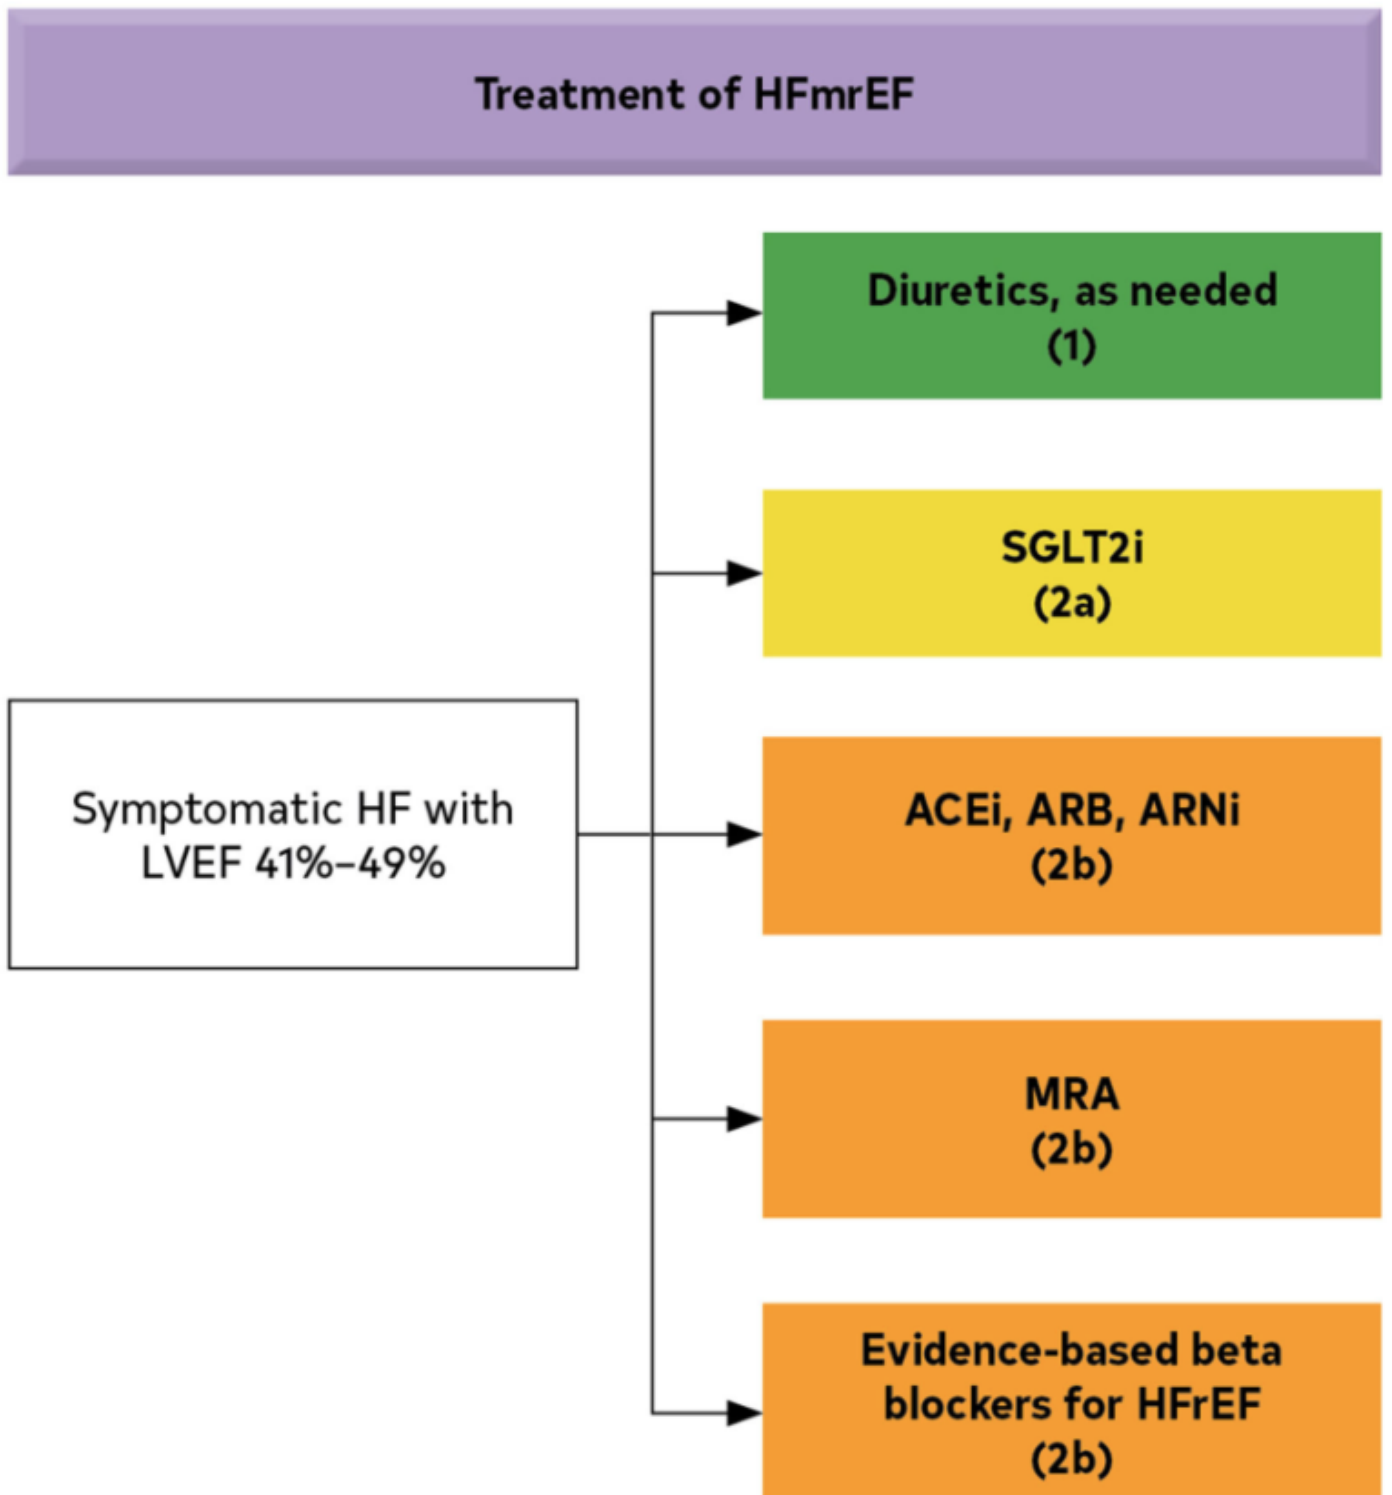 Treatment of HFmrEF
Symptomatic HF with
LVEF 41%–49%
Diuretics, as needed
(1)
SGLT2i
(2a)
ACEi, ARB, ARNi
(2b)
MRA
(2b)
Evidence-based beta
blockers for HFrEF
(2b)